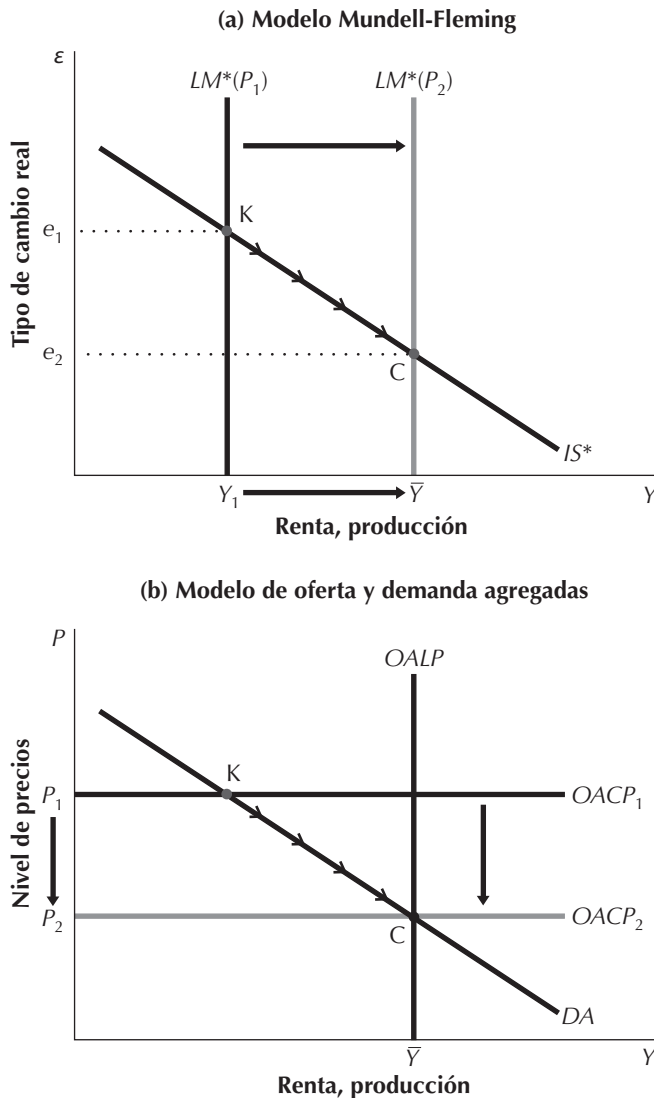 (a) Modelo Mundell-Fleming
ε
LM*(P₁)
LM*(P₂)
Tipo de cambio real
K
e₁
e₂
C
IS*
Y₁
Y̅
Y
Renta, producción
(b) Modelo de oferta y demanda agregadas
P
OALP
Nivel de precios
K
P₁
OACP₁
P₂
OACP₂
C
DA
Y̅
Y
Renta, producción